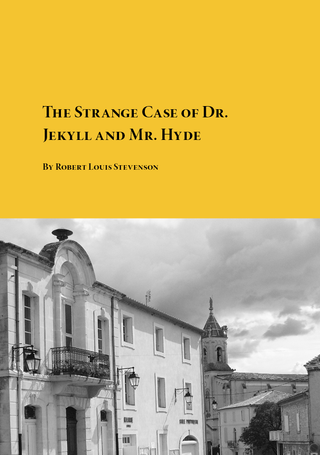 The Strange Case of Dr.
Jekyll and Mr. Hyde
By Robert Louis Stevenson